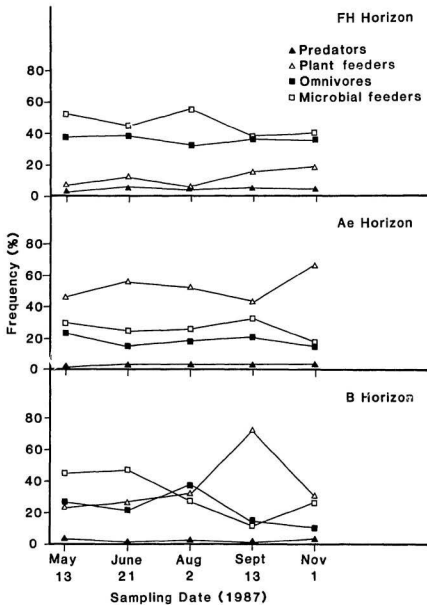 FH Horizon
Predators
Plant feeders
Omnivores
Microbial feeders
80
60
40
20
0
Ae Horizon
80
60
40
20
0
Frequency (%)
B Horizon
80
60
40
20
0
May June Aug Sept Nov
13 21 2 13 1
Sampling Date (1987)